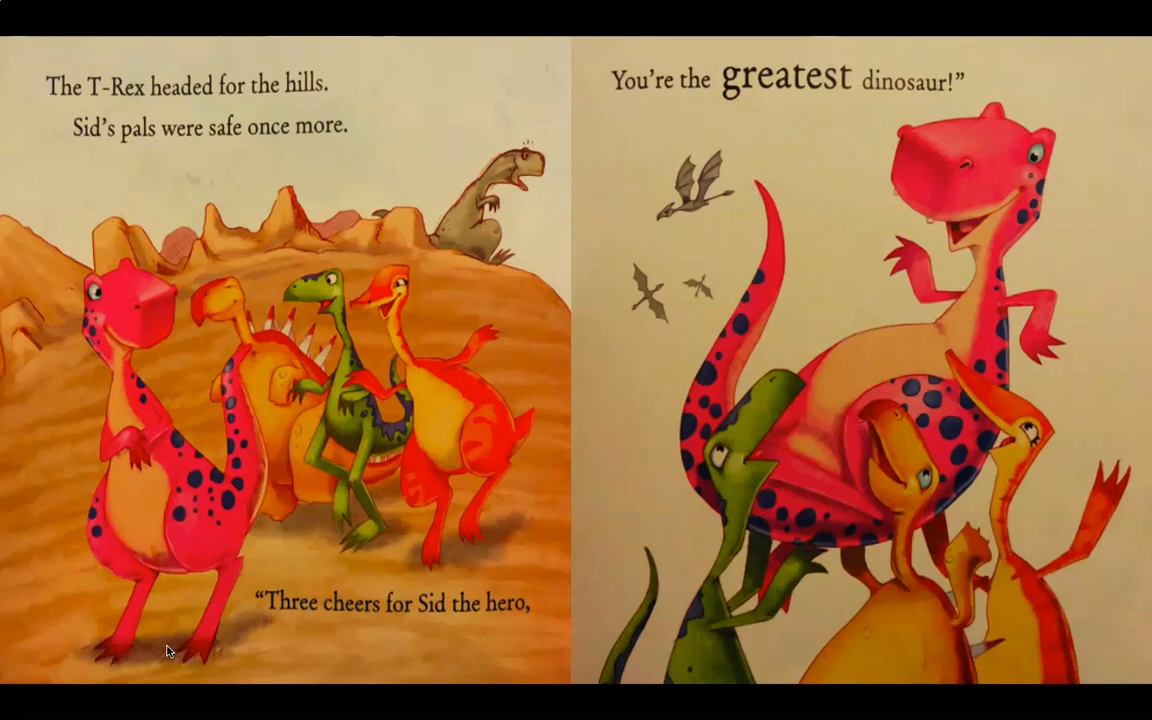 The T-Rex headed for the hills.
Sid's pals were safe once more.
“Three cheers for Sid the hero,
You're the greatest dinosaur!”